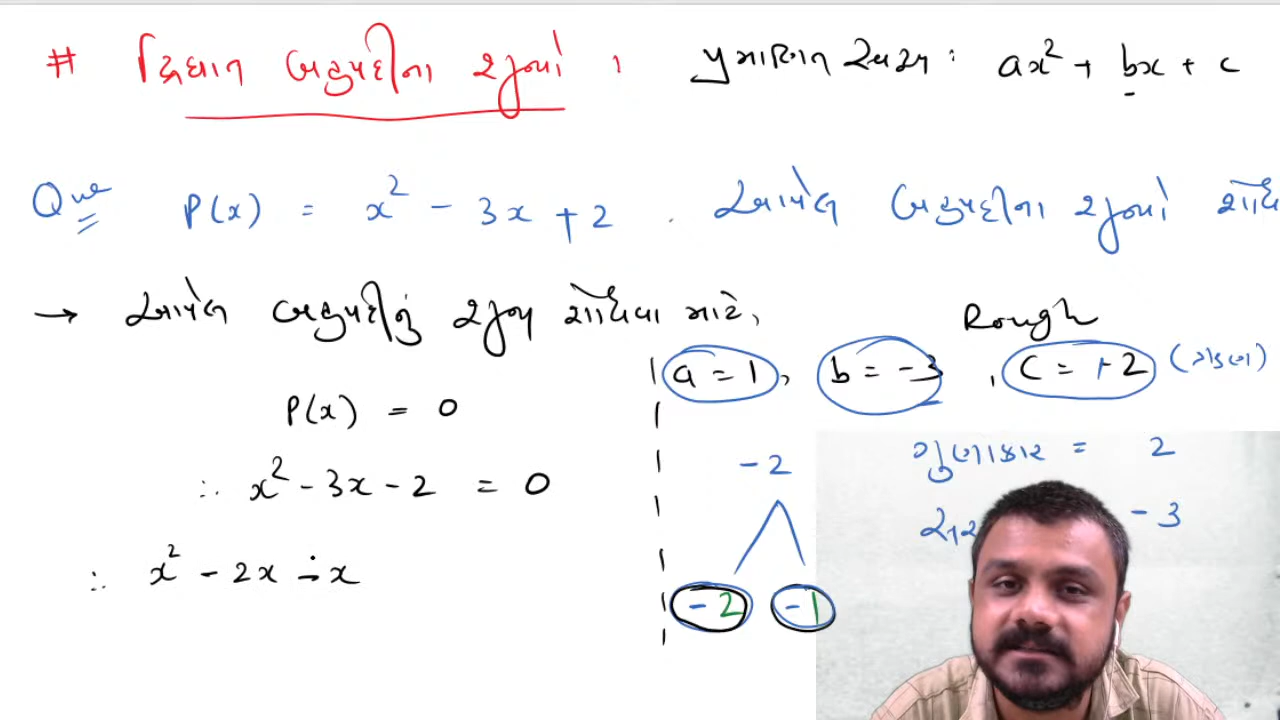 # દ્વિઘાત બહુપદીના શૂન્યો : પ્રમાણિત સ્વરૂપ : ax² + bx + c
Que P(x) = x² - 3x + 2 . આપેલ બહુપદીના શૂન્યો શોધ
→ આપેલ બહુપદીનું શૂન્ય શોધવા માટે,
Rough
a = 1, b = -3, c = +2
P(x) = 0
-2
ગુણાકાર = 2
∴ x² - 3x - 2 = 0
- 3
∴ x² - 2x - x
-2 -1